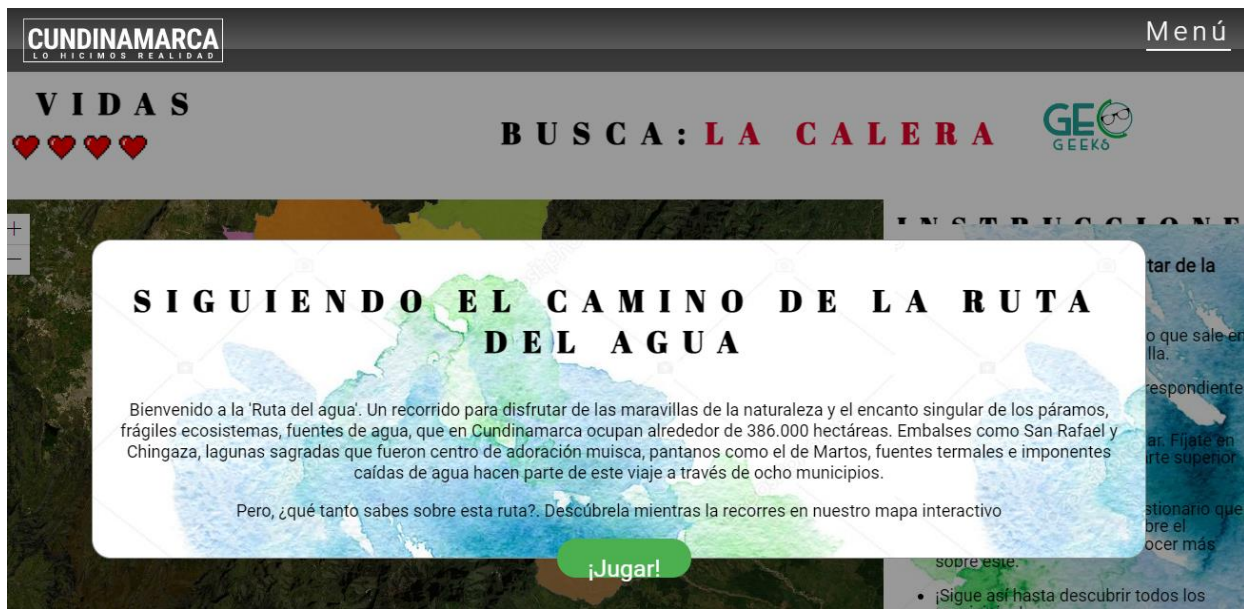 CUNDINAMARCA
LO HICIMOS REALIDAD
Menú
VIDAS
BUSCA: LA CALERA
GEO
GEEKS
+
−
INSTRUCCIONE
tar de la
SIGUIENDO EL CAMINO DE LA RUTA
DEL AGUA
o que sale en
lla.
respondiente
Bienvenido a la 'Ruta del agua'. Un recorrido para disfrutar de las maravillas de la naturaleza y el encanto singular de los páramos,
frágiles ecosistemas, fuentes de agua, que en Cundinamarca ocupan alrededor de 386.000 hectáreas. Embalses como San Rafael y
Chingaza, lagunas sagradas que fueron centro de adoración muisca, pantanos como el de Martos, fuentes termales e imponentes
caídas de agua hacen parte de este viaje a través de ocho municipios.
ar. Fíjate en
arte superior
Pero, ¿qué tanto sabes sobre esta ruta?. Descúbrela mientras la recorres en nuestro mapa interactivo
stionario que
bre el
ocer más
sobre este.
¡Jugar!
• ¡Sigue así hasta descubrir todos los